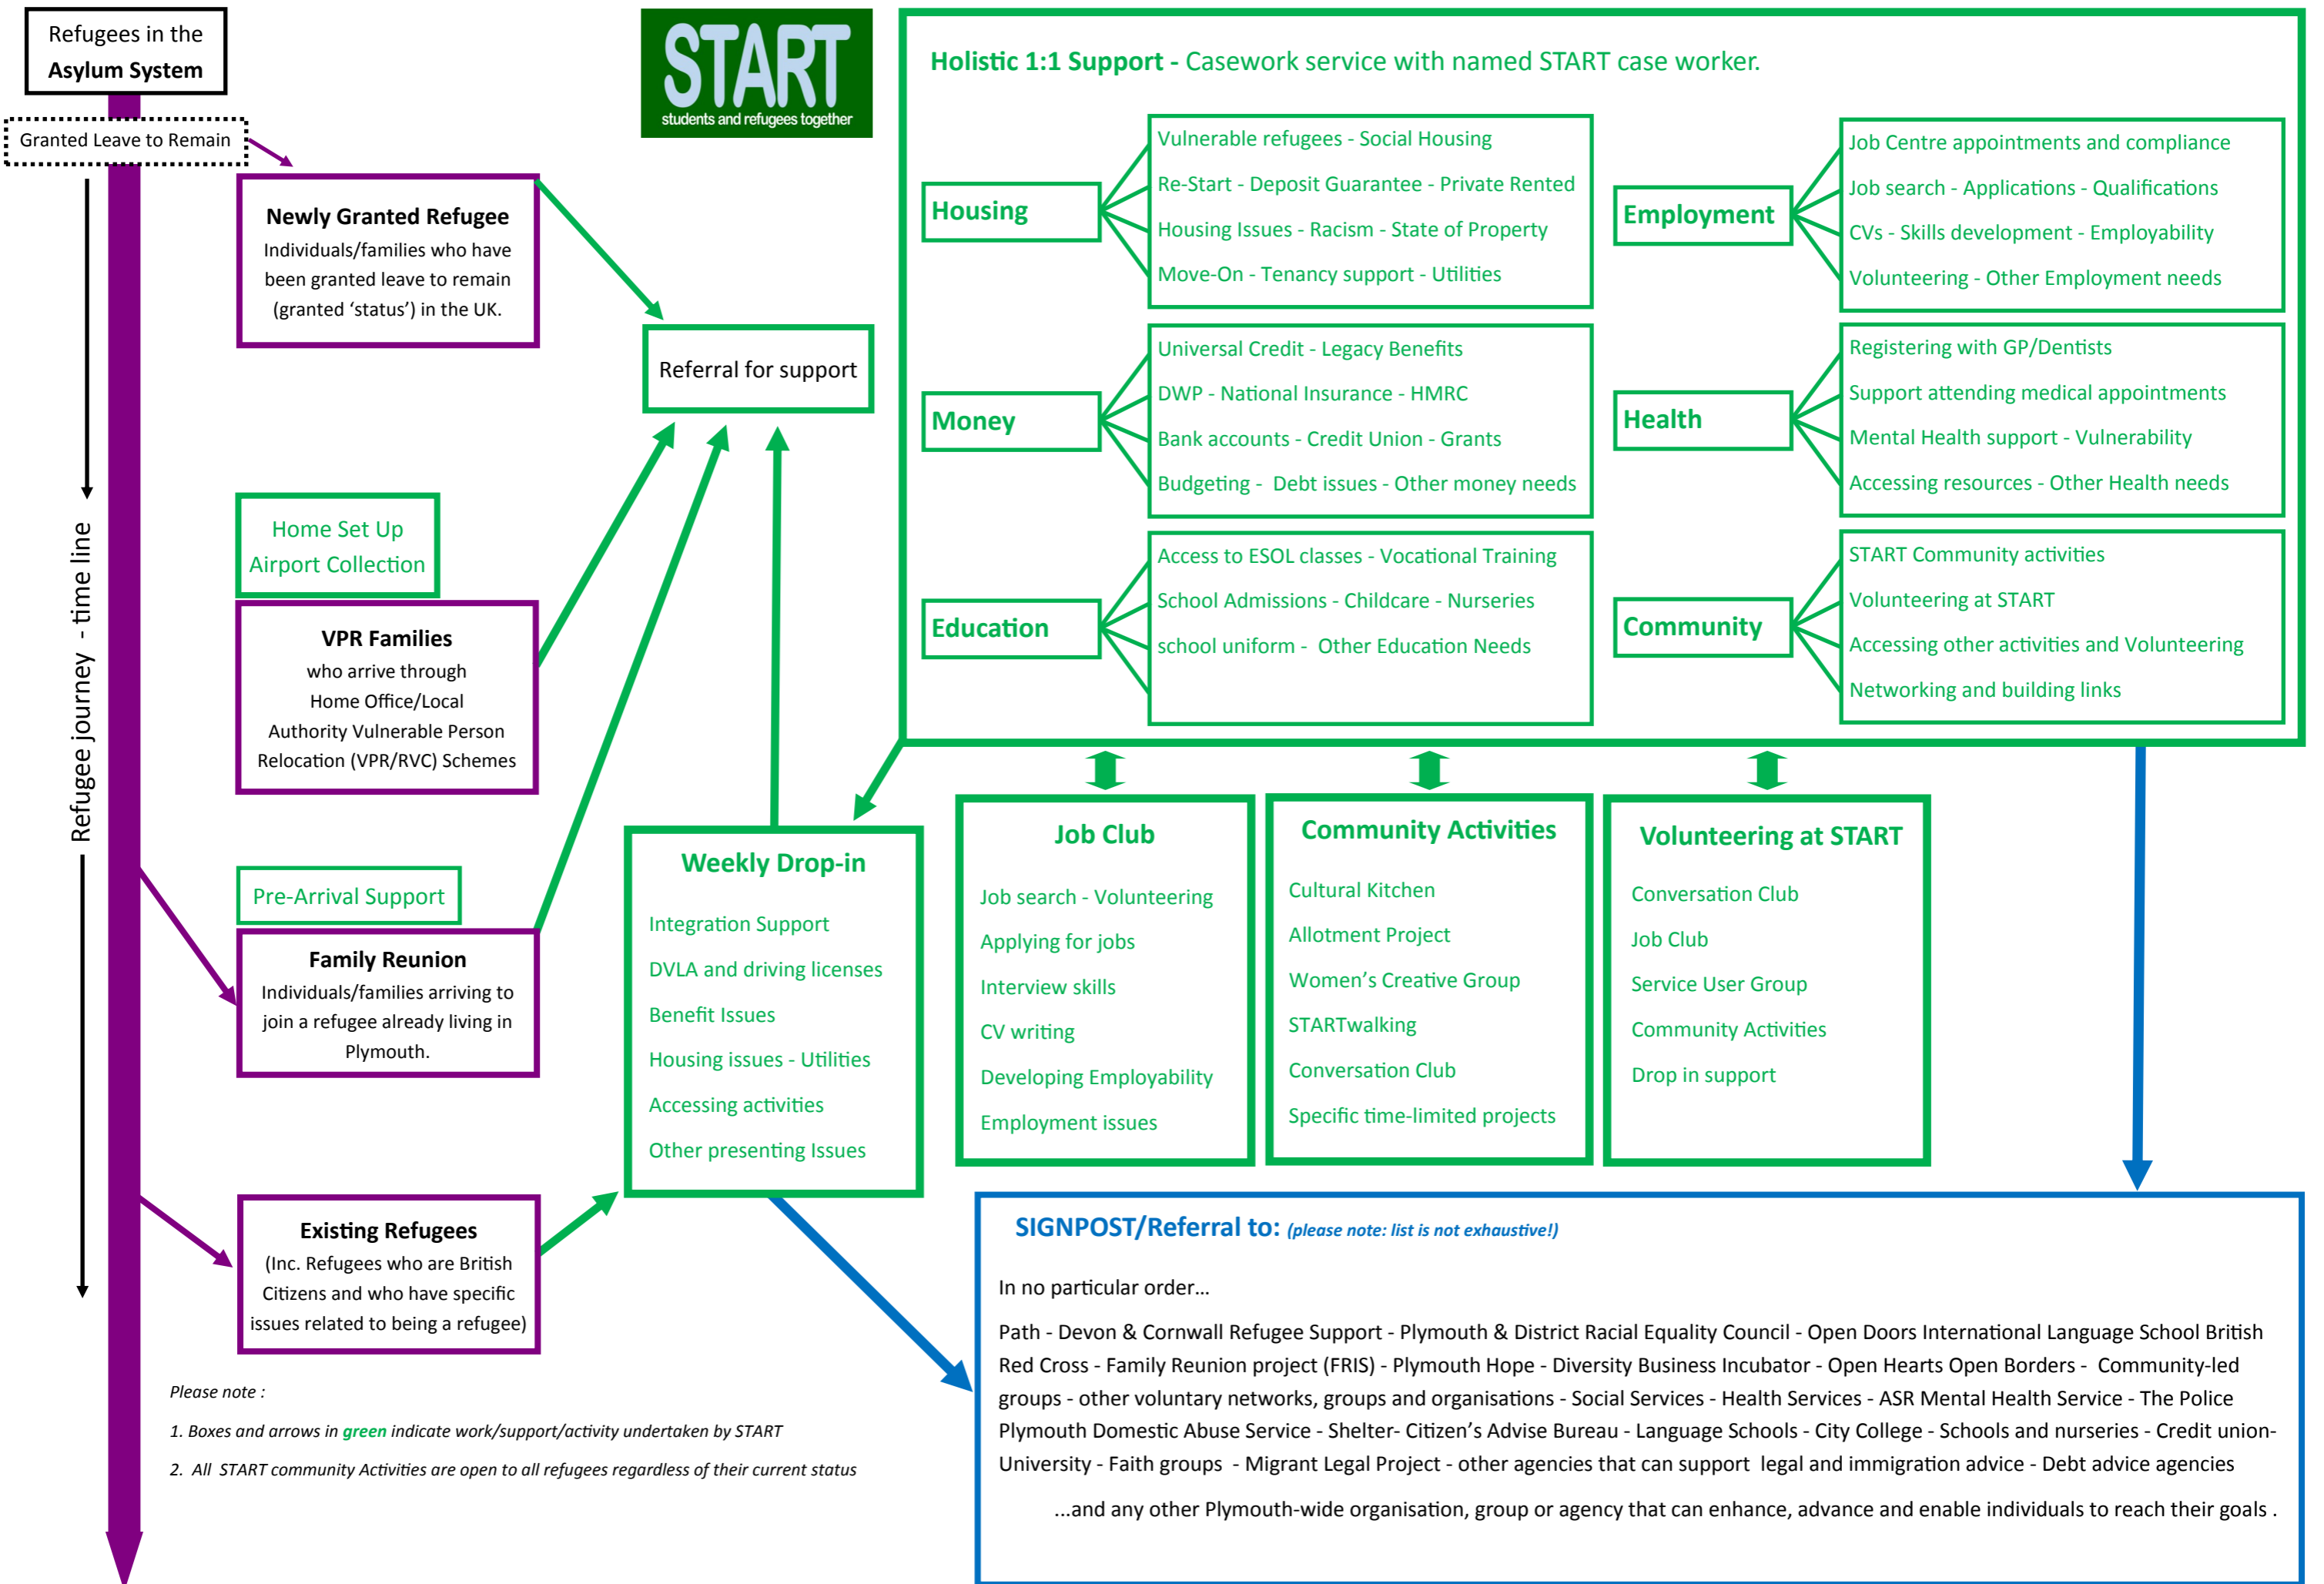 Refugees in the
Asylum System
Granted Leave to Remain
Refugee journey - time line
START
students and refugees together
Newly Granted Refugee
Individuals/families who have
been granted leave to remain
(granted ‘status’) in the UK.
Referral for support
Home Set Up
Airport Collection
VPR Families
who arrive through
Home Office/Local
Authority Vulnerable Person
Relocation (VPR/RVC) Schemes
Pre-Arrival Support
Family Reunion
Individuals/families arriving to
join a refugee already living in
Plymouth.
Existing Refugees
(Inc. Refugees who are British
Citizens and who have specific
issues related to being a refugee)
Please note :
1. Boxes and arrows in green indicate work/support/activity undertaken by START
2. All START community Activities are open to all refugees regardless of their current status
Holistic 1:1 Support - Casework service with named START case worker.
Housing
Vulnerable refugees - Social Housing
Re-Start - Deposit Guarantee - Private Rented
Housing Issues - Racism - State of Property
Move-On - Tenancy support - Utilities
Money
Universal Credit - Legacy Benefits
DWP - National Insurance - HMRC
Bank accounts - Credit Union - Grants
Budgeting - Debt issues - Other money needs
Education
Access to ESOL classes - Vocational Training
School Admissions - Childcare - Nurseries
school uniform - Other Education Needs
Employment
Job Centre appointments and compliance
Job search - Applications - Qualifications
CVs - Skills development - Employability
Volunteering - Other Employment needs
Health
Registering with GP/Dentists
Support attending medical appointments
Mental Health support - Vulnerability
Accessing resources - Other Health needs
Community
START Community activities
Volunteering at START
Accessing other activities and Volunteering
Networking and building links
Weekly Drop-in
Integration Support
DVLA and driving licenses
Benefit Issues
Housing issues - Utilities
Accessing activities
Other presenting Issues
Job Club
Job search - Volunteering
Applying for jobs
Interview skills
CV writing
Developing Employability
Employment issues
Community Activities
Cultural Kitchen
Allotment Project
Women’s Creative Group
STARTwalking
Conversation Club
Specific time-limited projects
Volunteering at START
Conversation Club
Job Club
Service User Group
Community Activities
Drop in support
SIGNPOST/Referral to: (please note: list is not exhaustive!)
In no particular order...
Path - Devon & Cornwall Refugee Support - Plymouth & District Racial Equality Council - Open Doors International Language School British
Red Cross - Family Reunion project (FRIS) - Plymouth Hope - Diversity Business Incubator - Open Hearts Open Borders - Community-led
groups - other voluntary networks, groups and organisations - Social Services - Health Services - ASR Mental Health Service - The Police
Plymouth Domestic Abuse Service - Shelter- Citizen’s Advise Bureau - Language Schools - City College - Schools and nurseries - Credit union-
University - Faith groups - Migrant Legal Project - other agencies that can support legal and immigration advice - Debt advice agencies
...and any other Plymouth-wide organisation, group or agency that can enhance, advance and enable individuals to reach their goals .